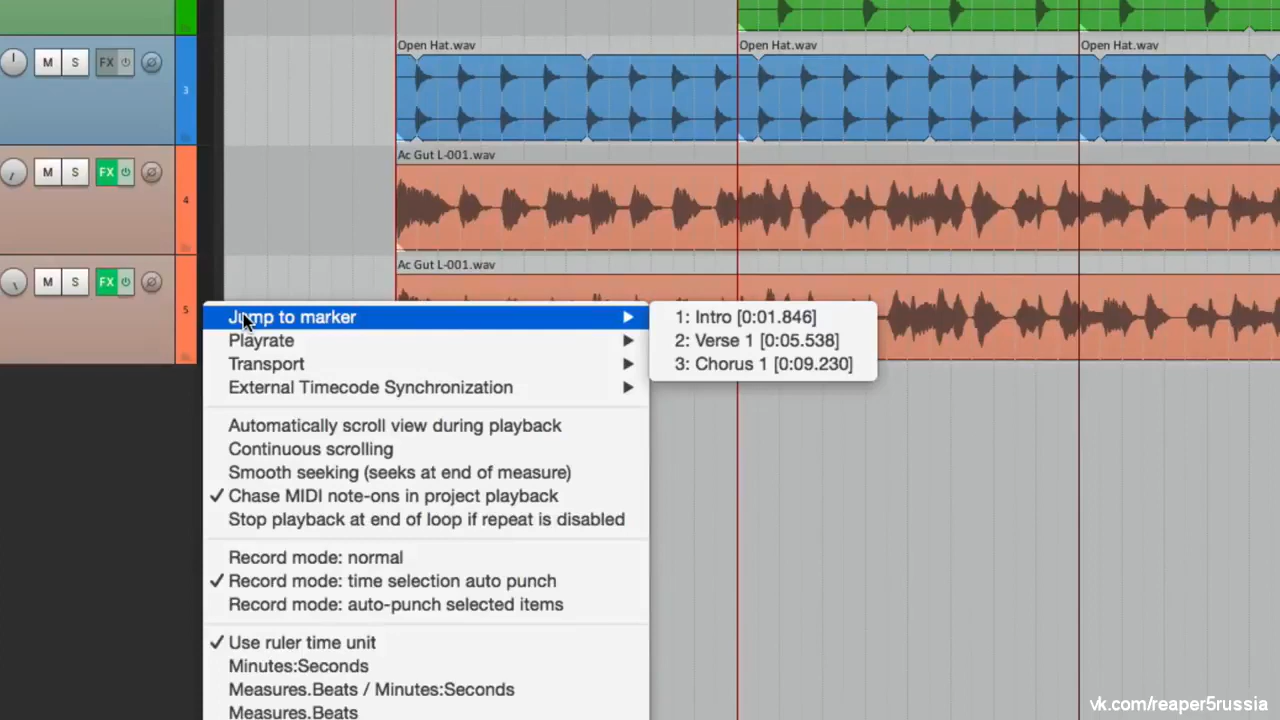 Open Hat.wav
Open Hat.wav
Open Hat.wav
M S FX
3
Ac Gut L-001.wav
M S FX
4
Ac Gut L-001.wav
M S FX
5
Jump to marker
Playrate
Transport
External Timecode Synchronization
Automatically scroll view during playback
Continuous scrolling
Smooth seeking (seeks at end of measure)
✓ Chase MIDI note-ons in project playback
Stop playback at end of loop if repeat is disabled
Record mode: normal
✓ Record mode: time selection auto punch
Record mode: auto-punch selected items
✓ Use ruler time unit
Minutes:Seconds
Measures.Beats / Minutes:Seconds
Measures.Beats
1: Intro [0:01.846]
2: Verse 1 [0:05.538]
3: Chorus 1 [0:09.230]
vk.com/reaper5russia